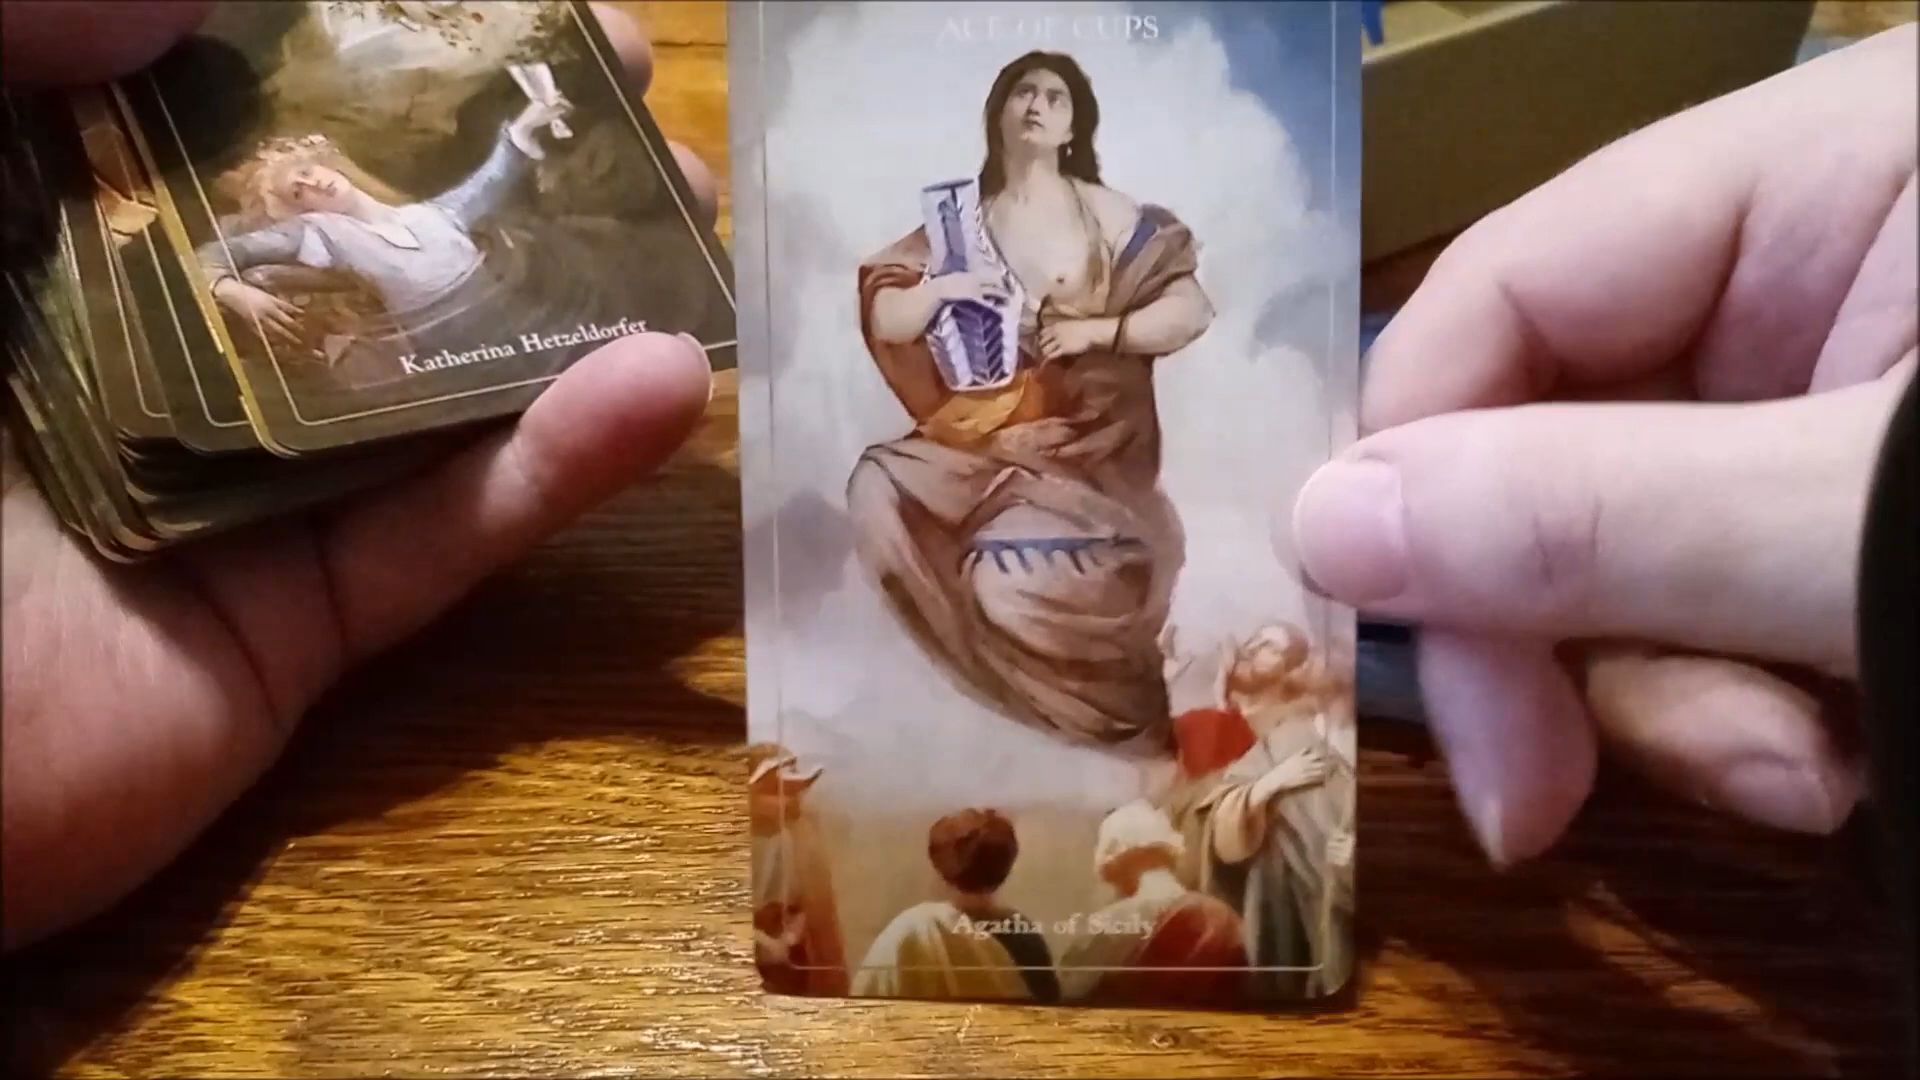 ACE OF CUPS
Katherina Hetzeldorfer
Agatha of Sicily